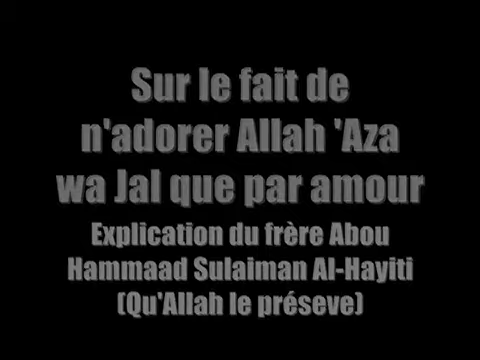 Sur le fait de
n'adorer Allah 'Aza
wa Jal que par amour
Explication du frère Abou
Hammaad Sulaiman Al-Hayiti
(Qu'Allah le préseve)